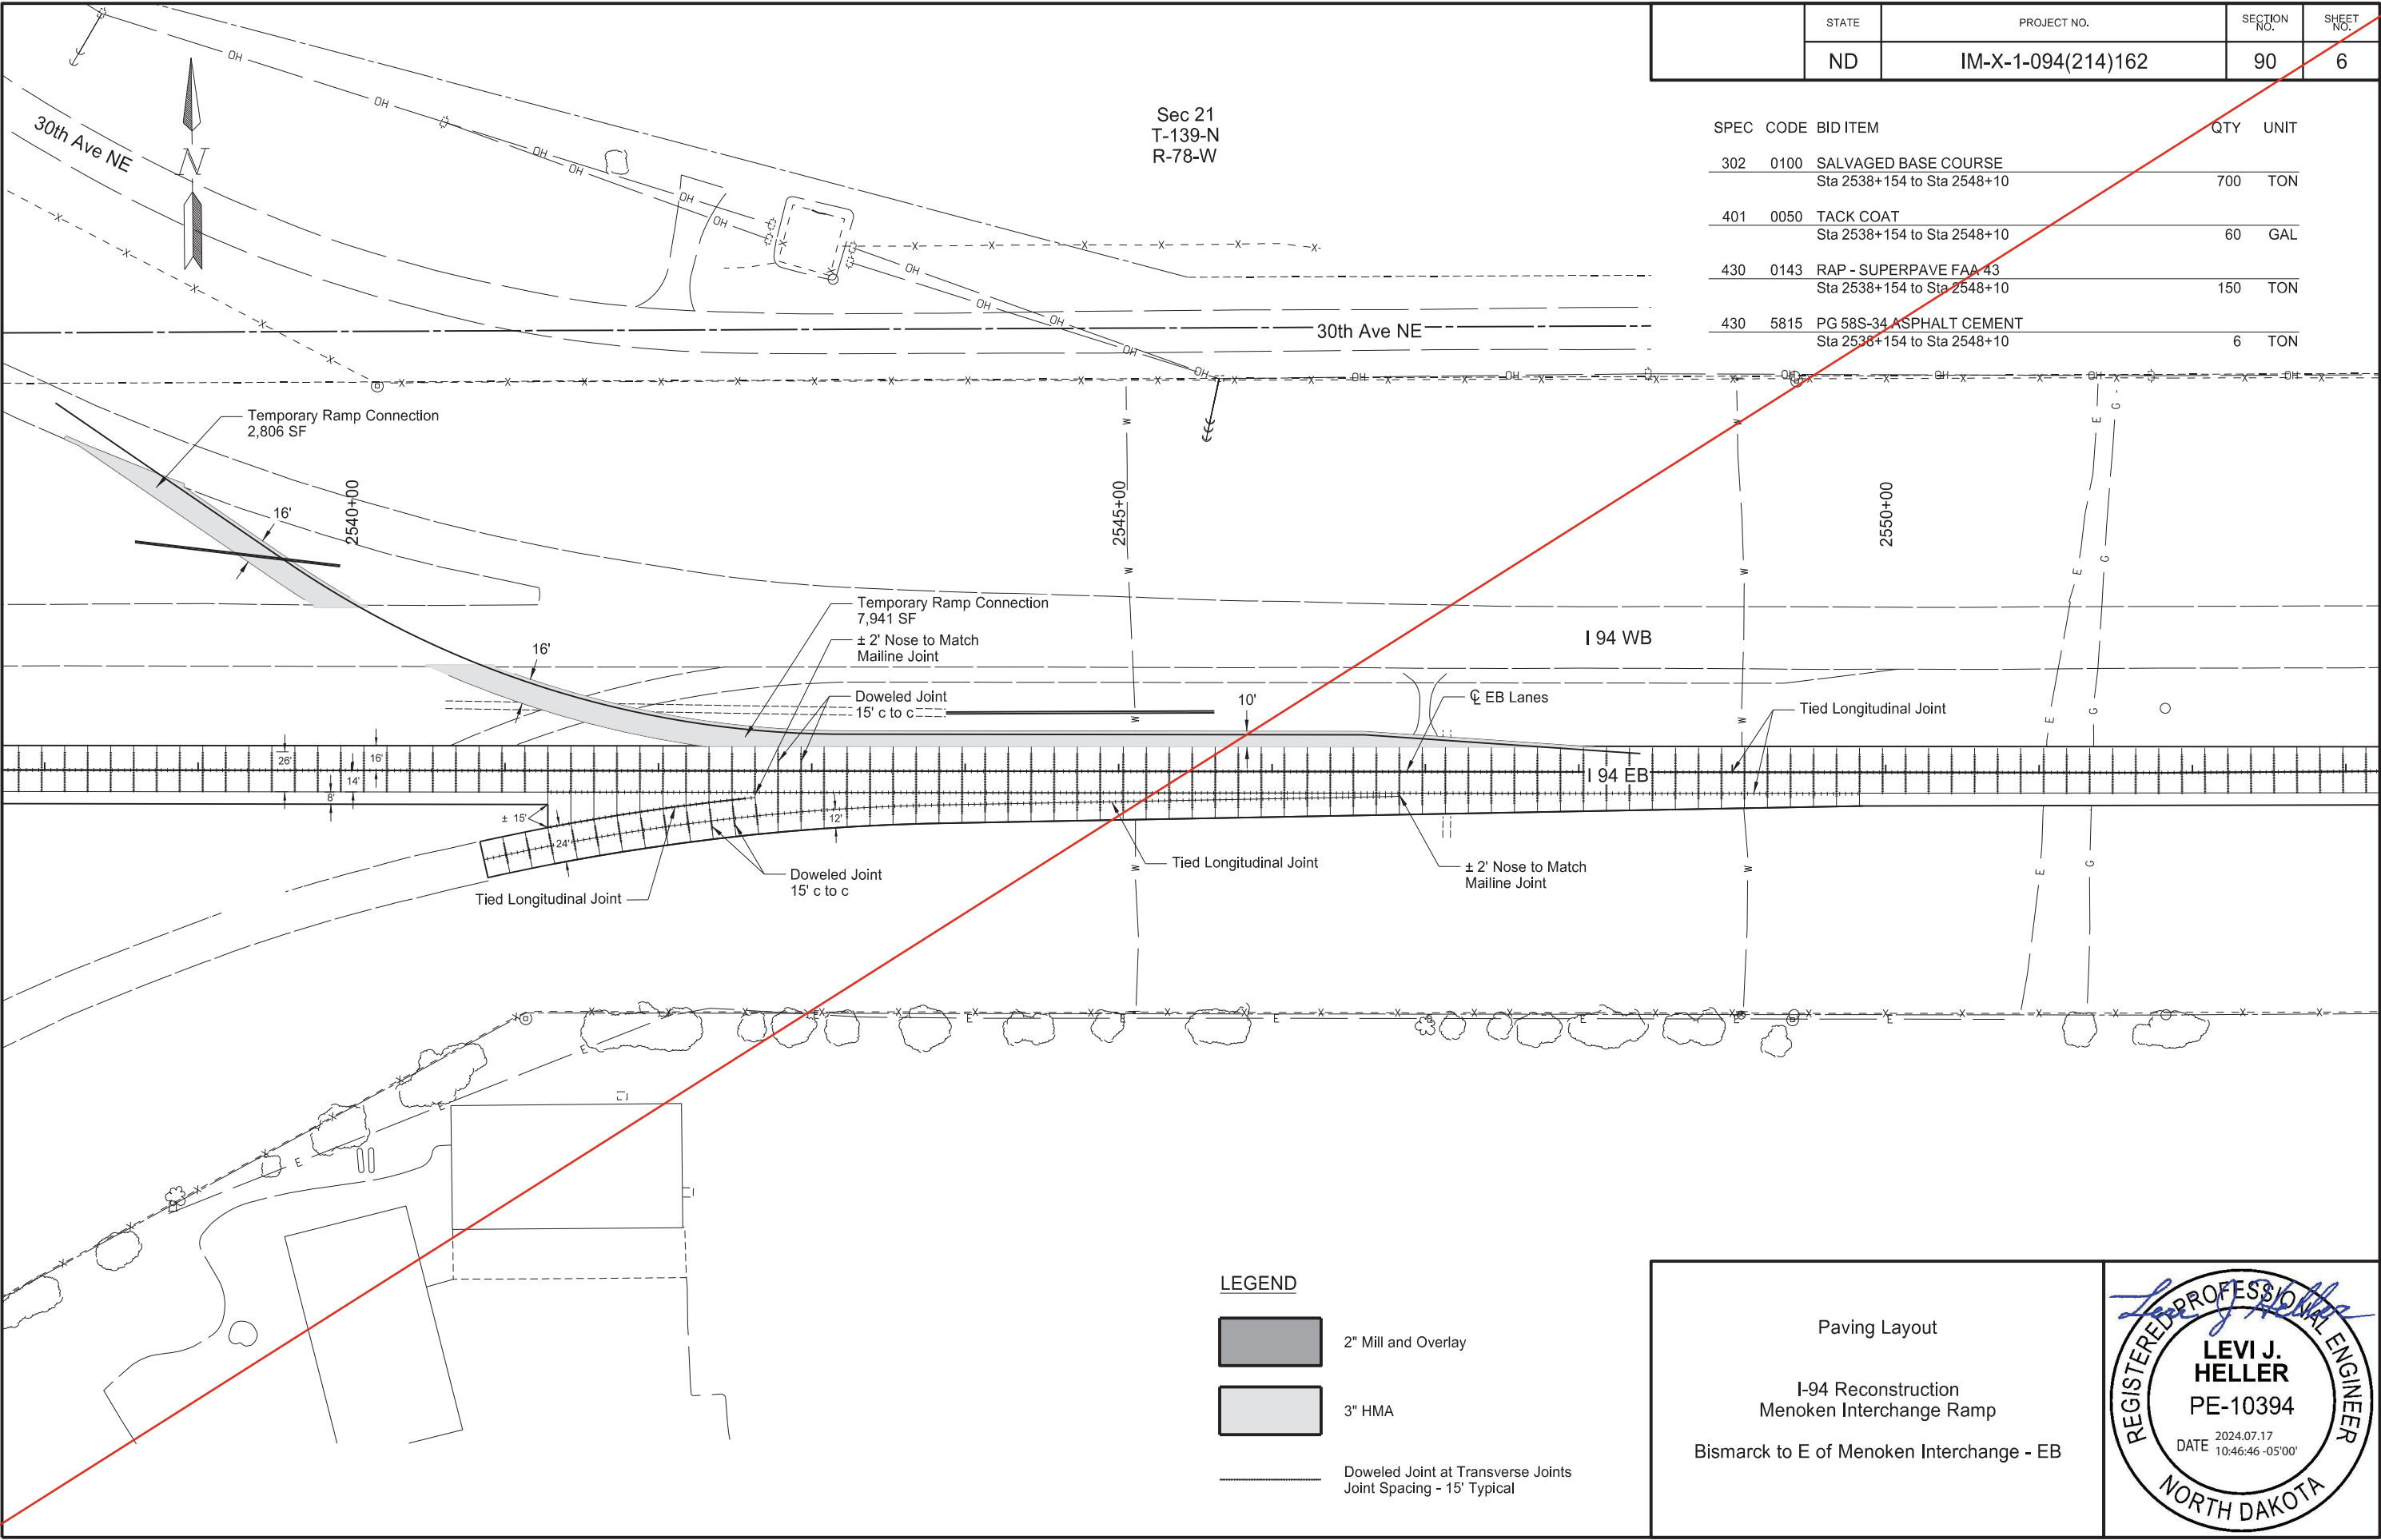 STATE
PROJECT NO.
SECTION NO.
SHEET NO.
ND
IM-X-1-094(214)162
90
6
SPEC CODE BID ITEM QTY UNIT
302 0100 SALVAGED BASE COURSE
Sta 2538+154 to Sta 2548+10 700 TON
401 0050 TACK COAT
Sta 2538+154 to Sta 2548+10 60 GAL
430 0143 RAP - SUPERPAVE FAA 43
Sta 2538+154 to Sta 2548+10 150 TON
430 5815 PG 58S-34 ASPHALT CEMENT
Sta 2538+154 to Sta 2548+10 6 TON
Sec 21
T-139-N
R-78-W
30th Ave NE
N
30th Ave NE
Temporary Ramp Connection
2,806 SF
16'
2540+00
2545+00
2550+00
Temporary Ramp Connection
7,941 SF
± 2' Nose to Match
Mailine Joint
16'
I 94 WB
Doweled Joint
15' c to c
10'
℄ EB Lanes
Tied Longitudinal Joint
26'
16'
14'
8'
I 94 EB
± 15'
24'
12'
Doweled Joint
15' c to c
Tied Longitudinal Joint
Tied Longitudinal Joint
± 2' Nose to Match
Mailine Joint
LEGEND
2" Mill and Overlay
3" HMA
Doweled Joint at Transverse Joints
Joint Spacing - 15' Typical
Paving Layout
I-94 Reconstruction
Menoken Interchange Ramp
Bismarck to E of Menoken Interchange - EB
REGISTERED PROFESSIONAL ENGINEER
Levi J Heller
LEVI J.
HELLER
PE-10394
DATE 2024.07.17
10:46:46 -05'00'
NORTH DAKOTA